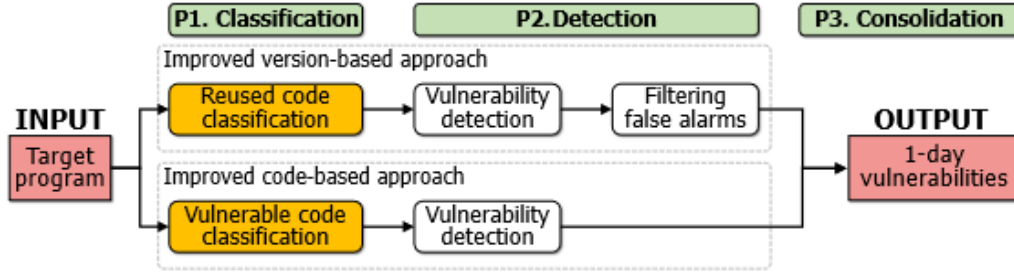 P1. Classification
P2.Detection
P3. Consolidation
Improved version-based approach
Reused code
classification
Vulnerability
detection
Filtering
false alarms
INPUT
Target
program
OUTPUT
1-day
vulnerabilities
Improved code-based approach
Vulnerable code
classification
Vulnerability
detection